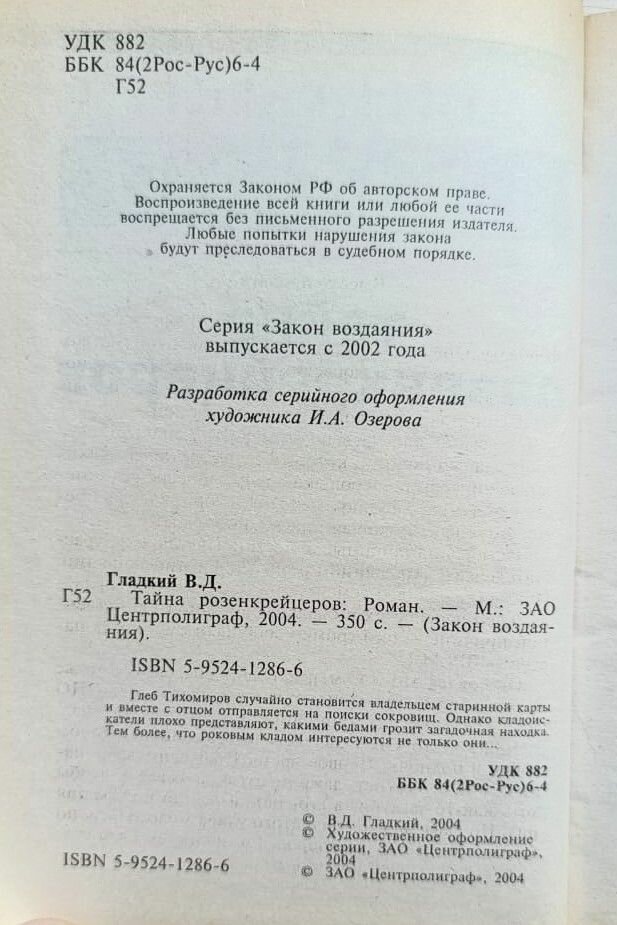 УДК 882
ББК 84(2Рос-Рус)6-4
Г52
Охраняется Законом РФ об авторском праве.
Воспроизведение всей книги или любой ее части
воспрещается без письменного разрешения издателя.
Любые попытки нарушения закона
будут преследоваться в судебном порядке.
Серия «Закон воздаяния»
выпускается с 2002 года
Разработка серийного оформления
художника И.А. Озерова
Гладкий В.Д.
Г52 Тайна розенкрейцеров: Роман. — М.: ЗАО
Центрполиграф, 2004. — 350 с. — (Закон воздая-
ния).
ISBN 5-9524-1286-6
Глеб Тихомиров случайно становится владельцем старинной карты
и вместе с отцом отправляется на поиски сокровищ. Однако кладоис-
катели плохо представляют, какими бедами грозит загадочная находка.
Тем более, что роковым кладом интересуются не только они...
УДК 882
ББК 84(2Рос-Рус)6-4
© В.Д. Гладкий, 2004
© Художественное оформление
серии, ЗАО «Центрполиграф»,
2004
ISBN 5-9524-1286-6 © ЗАО «Центрполиграф», 2004